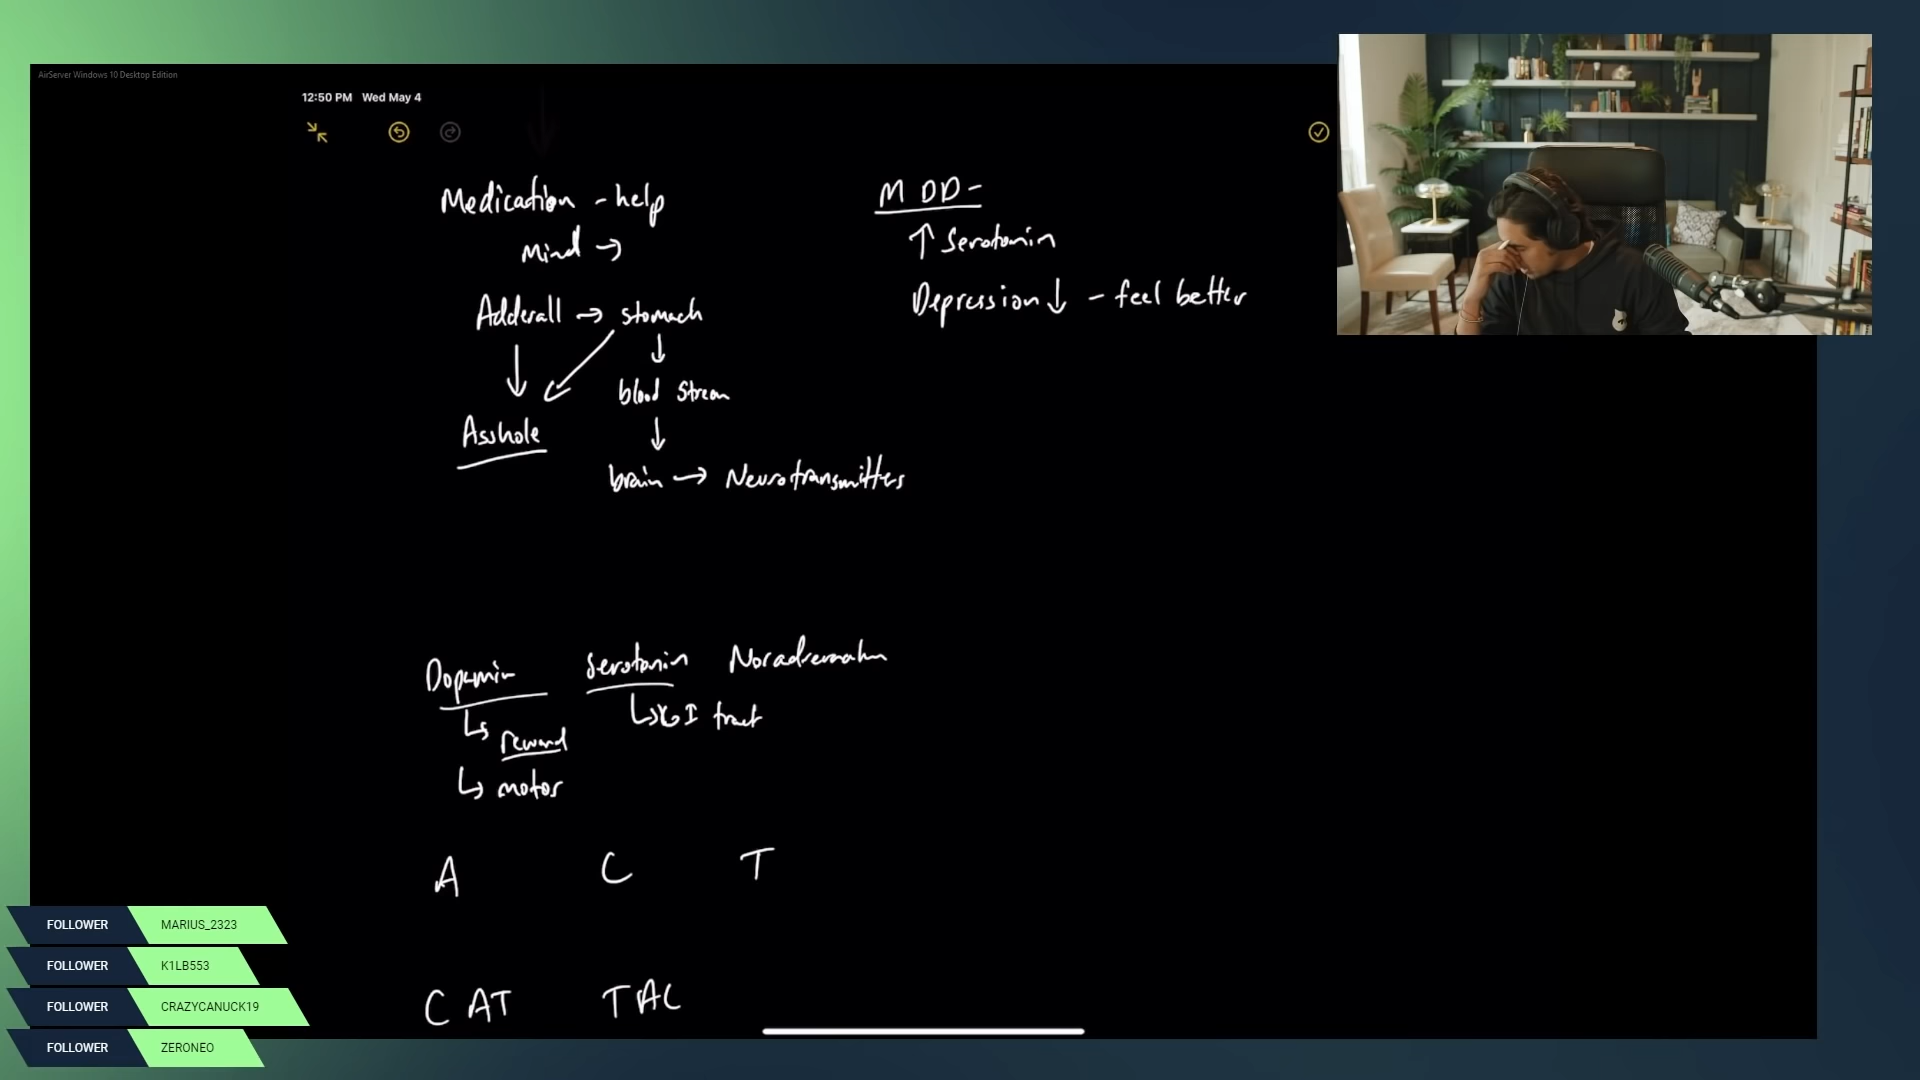 AirServer Windows 10 Desktop Edition
12:50 PM Wed May 4
Medication - help
Mind →
Adderall → stomach
↓
blood stream
Asshole
↓
brain → Neurotransmitters
MDD-
↑ Serotonin
Depression ↓ - feel better
Dopamin Serotonin Noradrenalin
↳ GI tract
↳ reward
↳ motor
A C T
CAT TAC
FOLLOWER MARIUS_2323
FOLLOWER K1LB553
FOLLOWER CRAZYCANUCK19
FOLLOWER ZERONEO